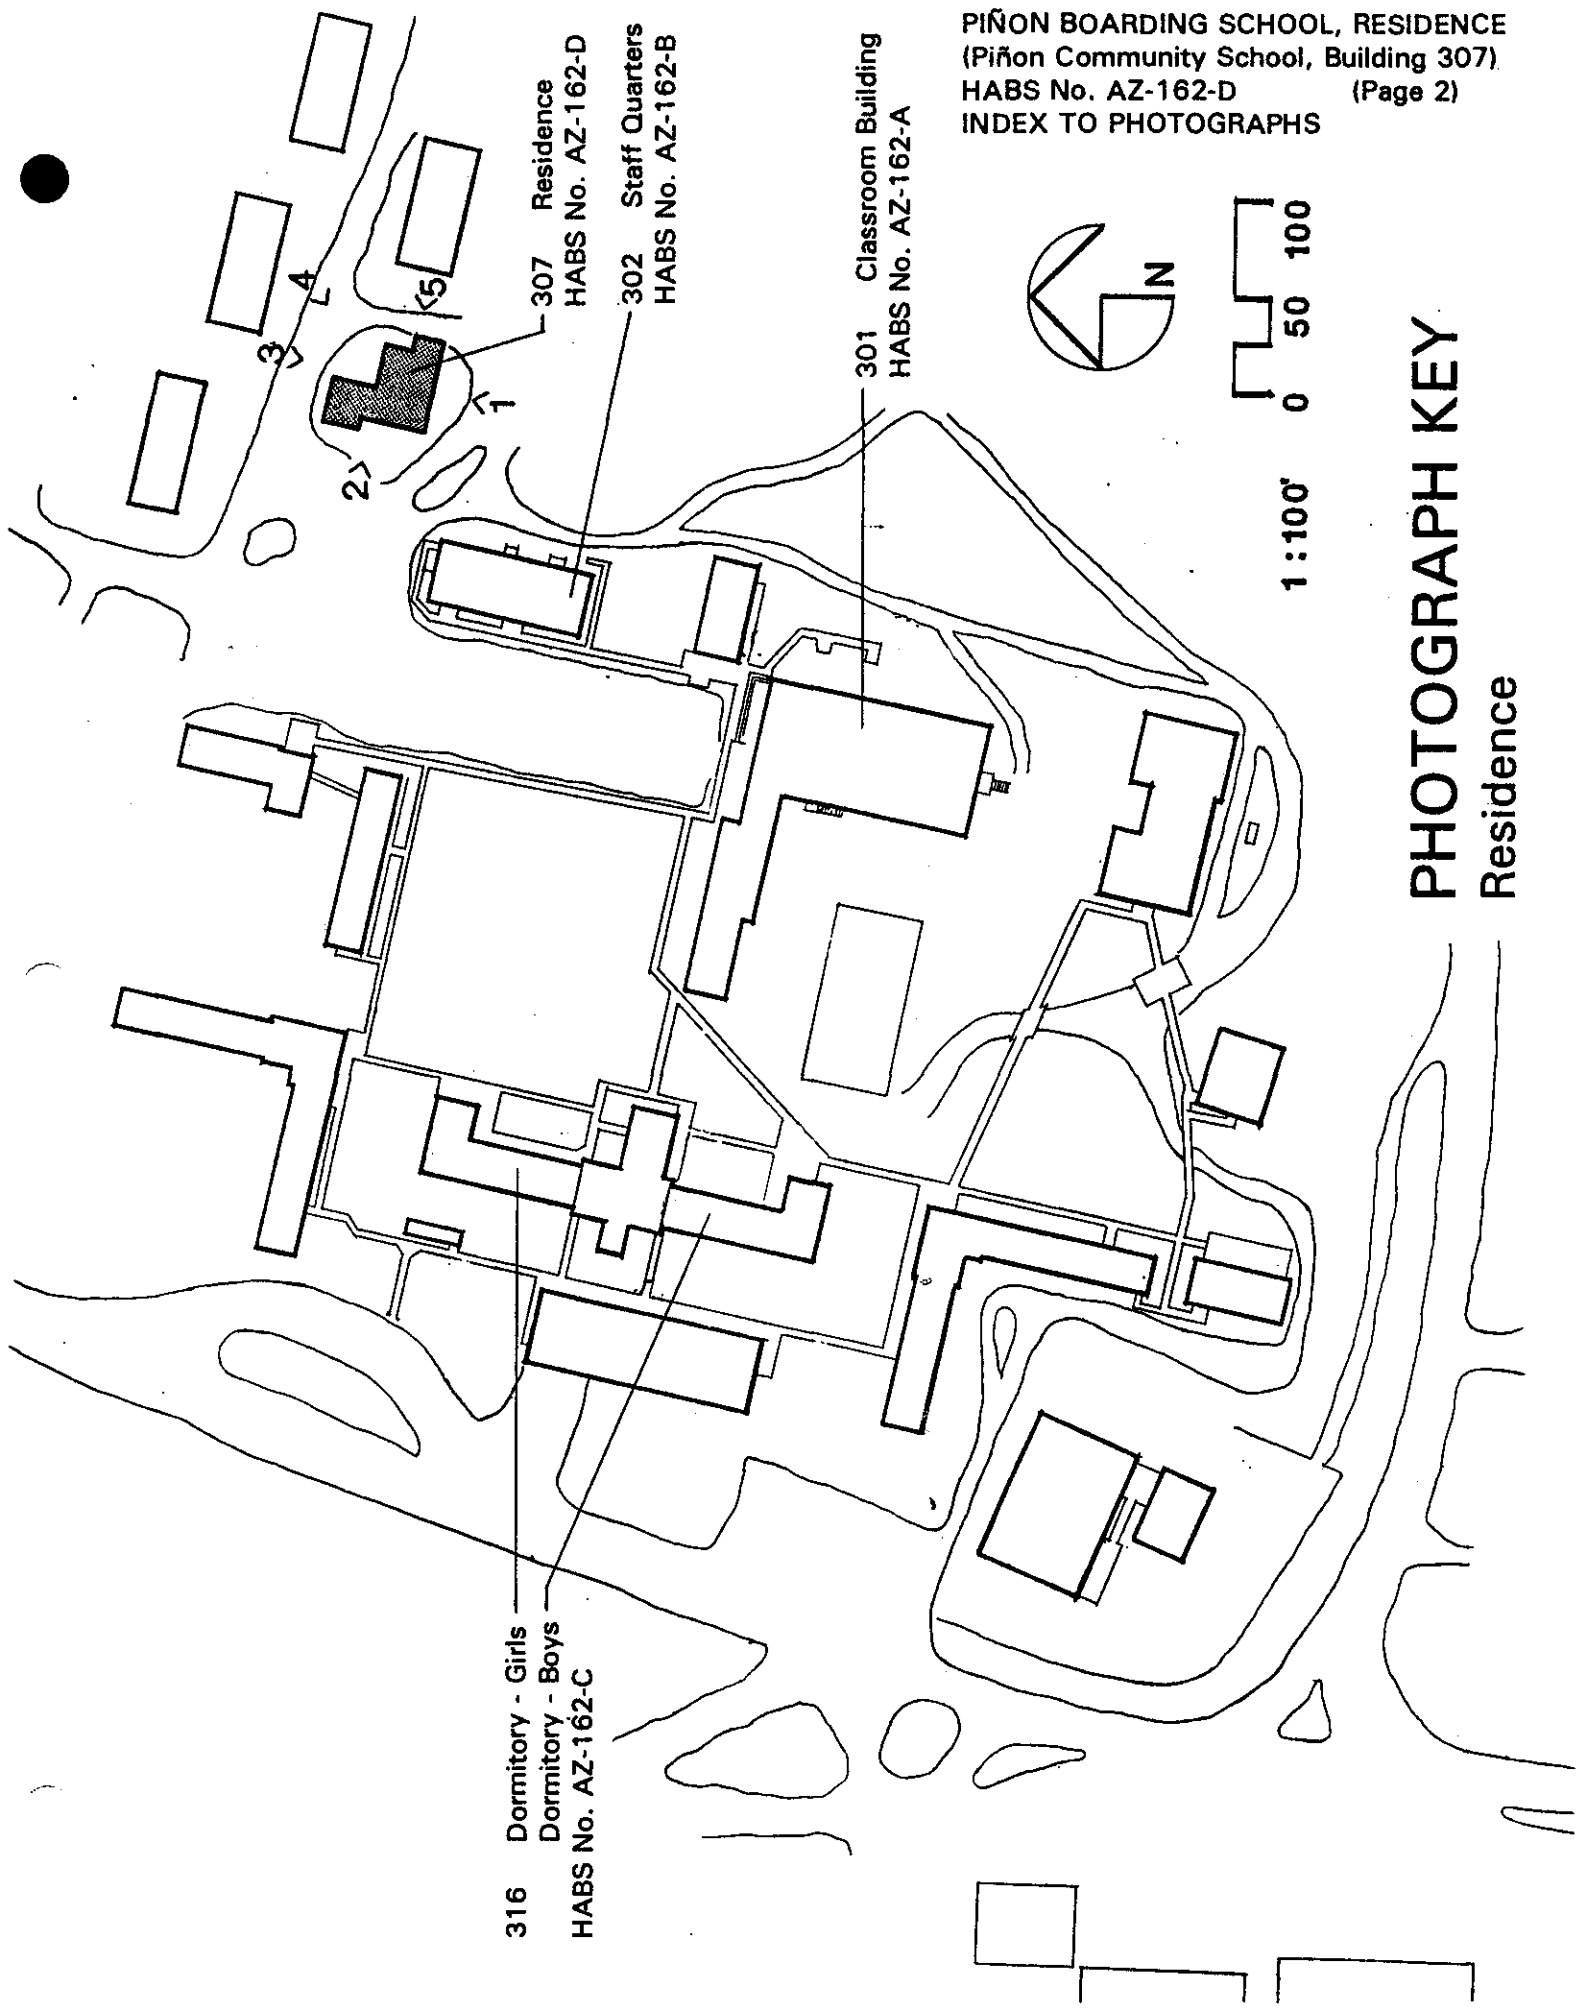 PIÑON BOARDING SCHOOL, RESIDENCE
(Piñon Community School, Building 307)
HABS No. AZ-162-D (Page 2)
INDEX TO PHOTOGRAPHS
316 Dormitory - Girls
Dormitory - Boys
HABS No. AZ-162-C
307 Residence
HABS No. AZ-162-D
302 Staff Quarters
HABS No. AZ-162-B
301 Classroom Building
HABS No. AZ-162-A
1
2
3
4
5
N
0 50 100
1:100'
PHOTOGRAPH KEY
Residence